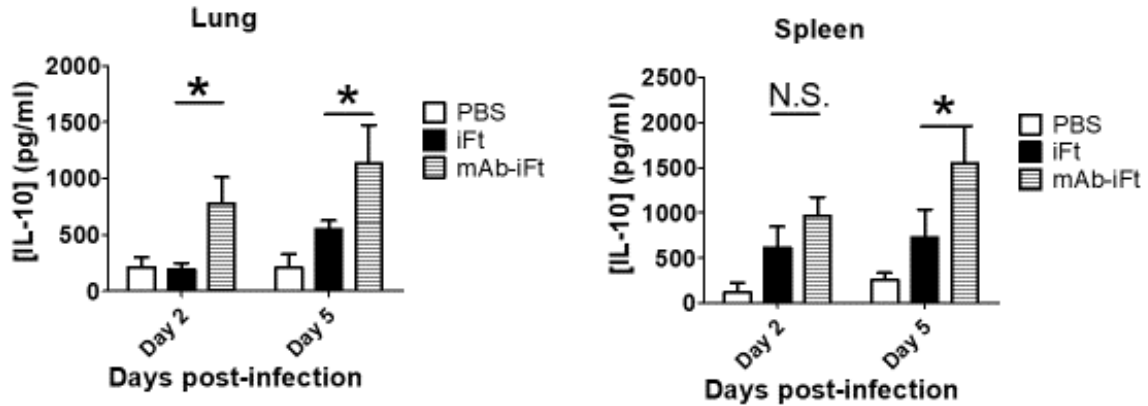 Lung
[IL-10] (pg/ml)
2000
1500
1000
500
0
*
*
PBS
iFt
mAb-iFt
Day 2
Day 5
Days post-infection
Spleen
[IL-10] (pg/ml)
2500
2000
1500
1000
500
0
N.S.
*
PBS
iFt
mAb-iFt
Day 2
Day 5
Days post-infection